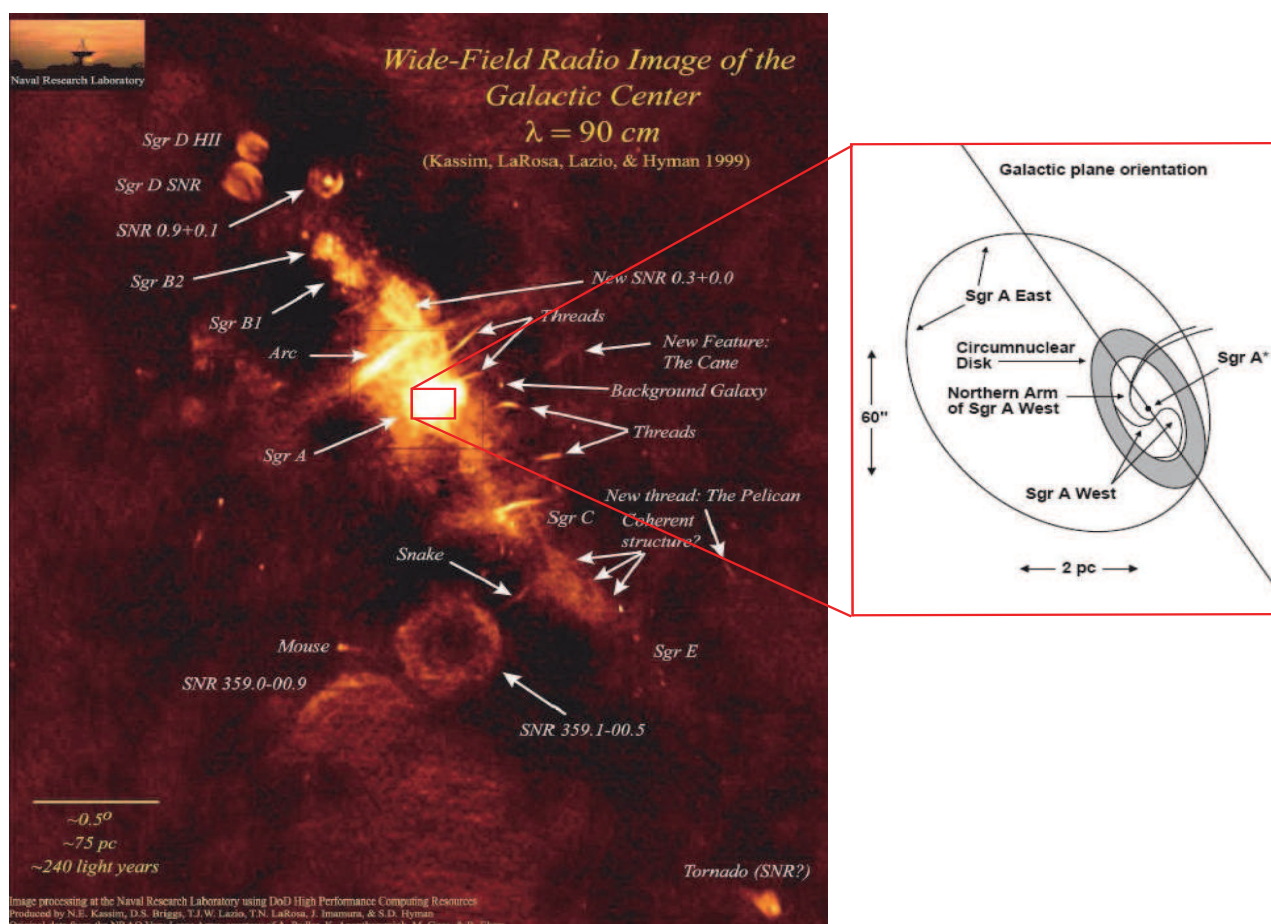 Naval Research Laboratory
Wide-Field Radio Image of the
Galactic Center
λ = 90 cm
(Kassim, LaRosa, Lazio, & Hyman 1999)
Sgr D HII
Sgr D SNR
SNR 0.9+0.1
Sgr B2
Sgr B1
New SNR 0.3+0.0
Threads
Arc
New Feature:
The Cane
Background Galaxy
Threads
Sgr A
New thread: The Pelican
Sgr C
Coherent
structure?
Snake
Mouse
Sgr E
SNR 359.0-00.9
SNR 359.1-00.5
~0.5°
~75 pc
~240 light years
Tornado (SNR?)
Image processing at the Naval Research Laboratory using DoD High Performance Computing Resources
Produced by N.E. Kassim, D.S. Briggs, T.J.W. Lazio, T.N. LaRosa, J. Imamura, & S.D. Hyman
Galactic plane orientation
Sgr A East
Circumnuclear
Disk
Sgr A*
Northern Arm
of Sgr A West
60"
Sgr A West
2 pc